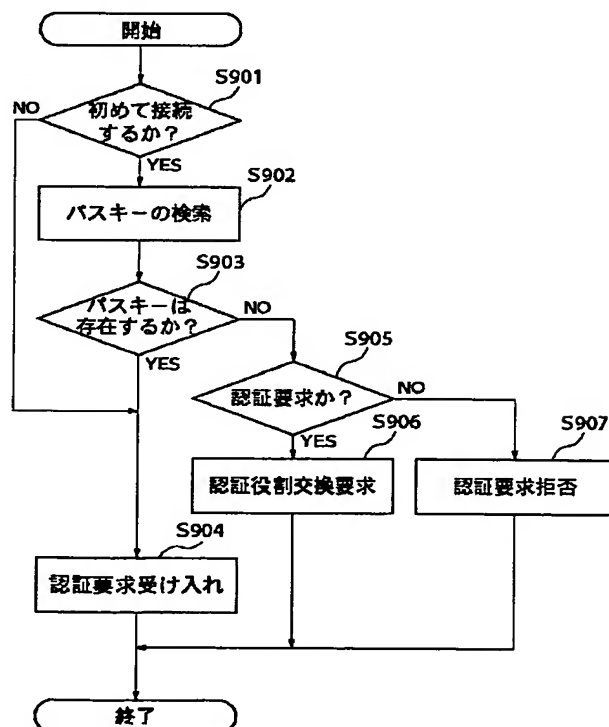 開始
S901
NO
初めて接続
するか？
YES
S902
パスキーの検索
S903
パスキーは
存在するか？
NO
YES
S905
認証要求か？
NO
YES
S906
認証役割交換要求
S907
認証要求拒否
S904
認証要求受け入れ
終了